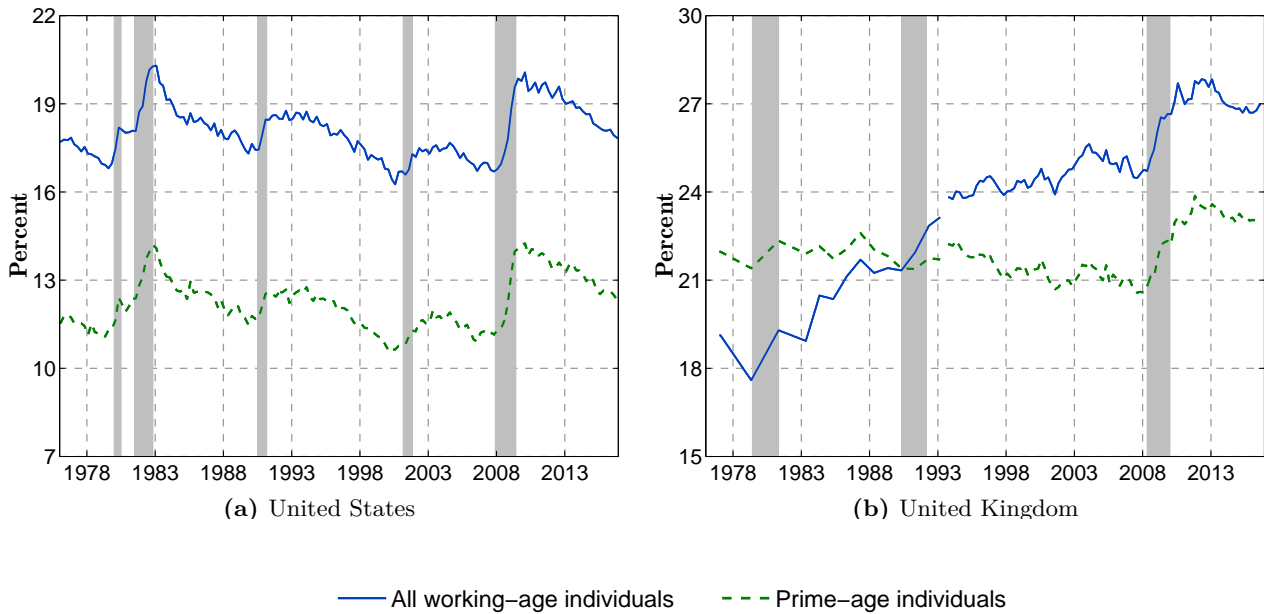 22
19
16
13
10
7
Percent
1978 1983 1988 1993 1998 2003 2008 2013
(a) United States
30
27
24
21
18
15
Percent
1978 1983 1988 1993 1998 2003 2008 2013
(b) United Kingdom
All working−age individuals
Prime−age individuals